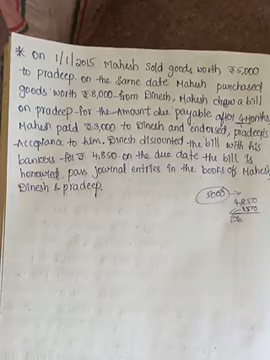 * On 1/1/2015 Mahesh Sold goods worth ₹5,000
to pradeep. on the Same date Mahesh purchased
goods worth ₹8,000 from Dinesh, Mahesh drew a bill
on pradeep for the Amount due payable after 4 Months
Mahesh paid ₹3,000 to Dinesh and endorsed, pradeep's
Acceptance to him. Dinesh discounted the bill with his
bankers for ₹ 4,850. on the due date the bill is
honoured. pass journal entries in the books of Mahesh,
Dinesh & pradeep.
5000
4850
150